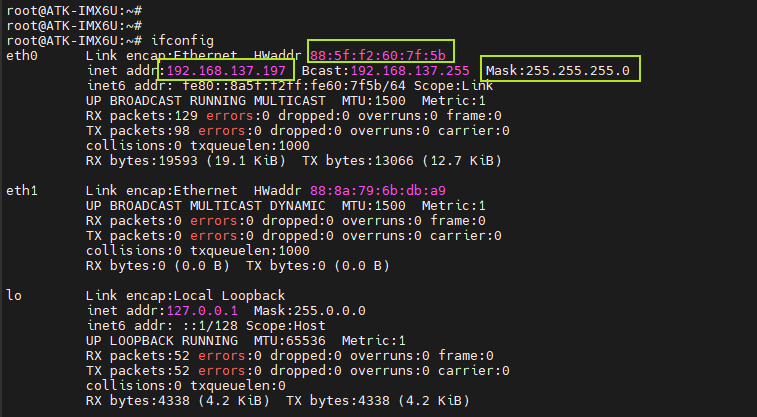 root@ATK-IMX6U:~#
root@ATK-IMX6U:~#
root@ATK-IMX6U:~# ifconfig
eth0 Link encap:Ethernet HWaddr 88:5f:f2:60:7f:5b
inet addr:192.168.137.197 Bcast:192.168.137.255 Mask:255.255.255.0
inet6 addr: fe80::8a5f:f2ff:fe60:7f5b/64 Scope:Link
UP BROADCAST RUNNING MULTICAST MTU:1500 Metric:1
RX packets:129 errors:0 dropped:0 overruns:0 frame:0
TX packets:98 errors:0 dropped:0 overruns:0 carrier:0
collisions:0 txqueuelen:1000
RX bytes:19593 (19.1 KiB) TX bytes:13066 (12.7 KiB)
eth1 Link encap:Ethernet HWaddr 88:8a:79:6b:db:a9
UP BROADCAST MULTICAST DYNAMIC MTU:1500 Metric:1
RX packets:0 errors:0 dropped:0 overruns:0 frame:0
TX packets:0 errors:0 dropped:0 overruns:0 carrier:0
collisions:0 txqueuelen:1000
RX bytes:0 (0.0 B) TX bytes:0 (0.0 B)
lo Link encap:Local Loopback
inet addr:127.0.0.1 Mask:255.0.0.0
inet6 addr: ::1/128 Scope:Host
UP LOOPBACK RUNNING MTU:65536 Metric:1
RX packets:52 errors:0 dropped:0 overruns:0 frame:0
TX packets:52 errors:0 dropped:0 overruns:0 carrier:0
collisions:0 txqueuelen:0
RX bytes:4338 (4.2 KiB) TX bytes:4338 (4.2 KiB)